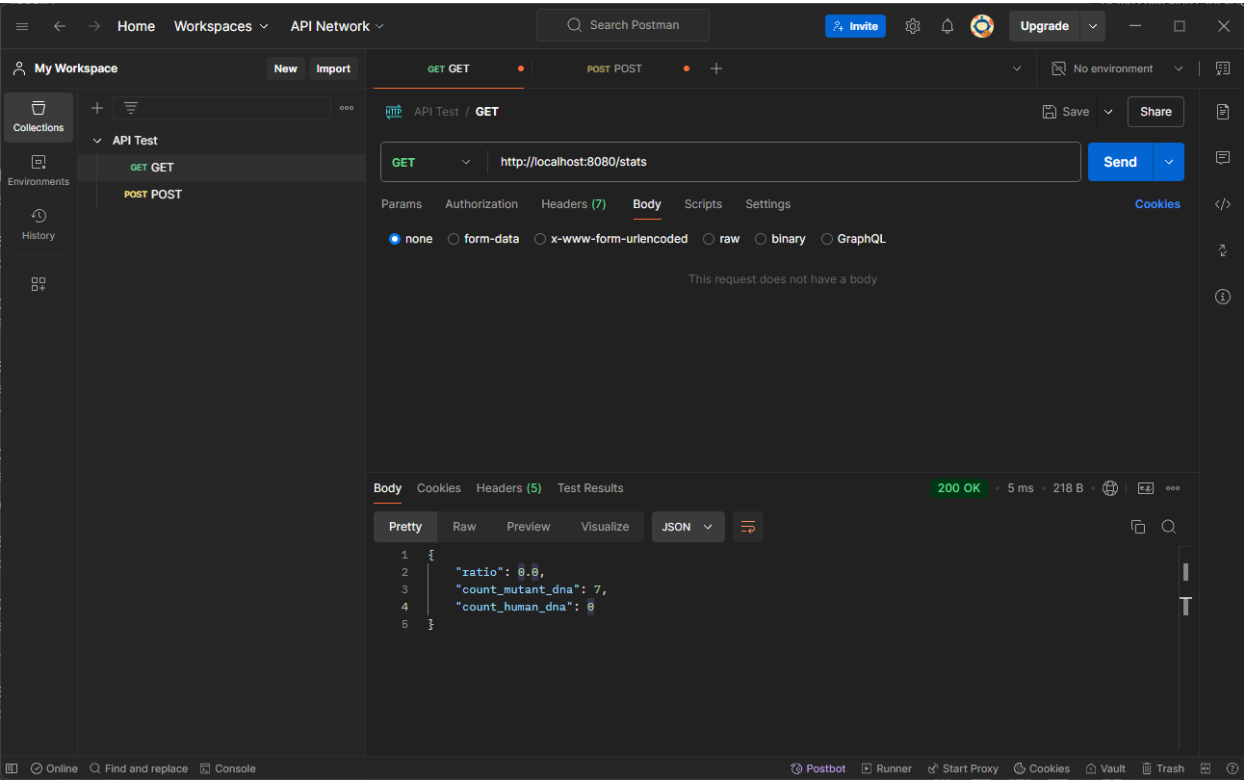 Home Workspaces API Network Search Postman Invite Upgrade
My Workspace New Import GET GET POST POST No environment
Collections
API Test / GET Save Share
API Test
GET GET
POST POST
Environments
History
GET http://localhost:8080/stats Send
Params Authorization Headers (7) Body Scripts Settings Cookies
none form-data x-www-form-urlencoded raw binary GraphQL
This request does not have a body
Body Cookies Headers (5) Test Results 200 OK 5 ms 218 B e.g.
Pretty Raw Preview Visualize JSON
1 {
2 "ratio": 0.0,
3 "count_mutant_dna": 7,
4 "count_human_dna": 0
5 }
Online Find and replace Console Postbot Runner Start Proxy Cookies Vault Trash